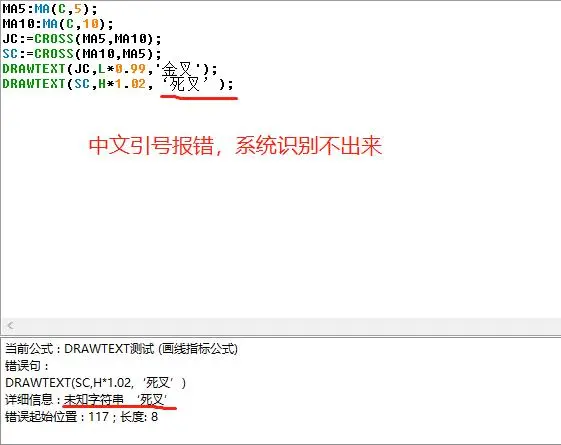 MA5:MA(C,5);
MA10:MA(C,10);
JC:=CROSS(MA5,MA10);
SC:=CROSS(MA10,MA5);
DRAWTEXT(JC,L*0.99,'金叉');
DRAWTEXT(SC,H*1.02,‘死叉’);
中文引号报错，系统识别不出来
当前公式 : DRAWTEXT测试 (画线指标公式)
错误句 :
DRAWTEXT(SC,H*1.02,‘死叉’)
详细信息 : 未知字符串 ‘死叉’
错误起始位置 : 117 ; 长度: 8